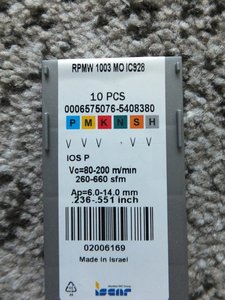 RPMW 1003 MO IC928
10 PCS
0006575076-5408380
P M K N S H
V V V V V
IOS P
Vc=80-200 m/min
260-660 sfm
Ap=6.0-14.0 mm
.236-.551 inch
02006169
Made in Israel
iscar